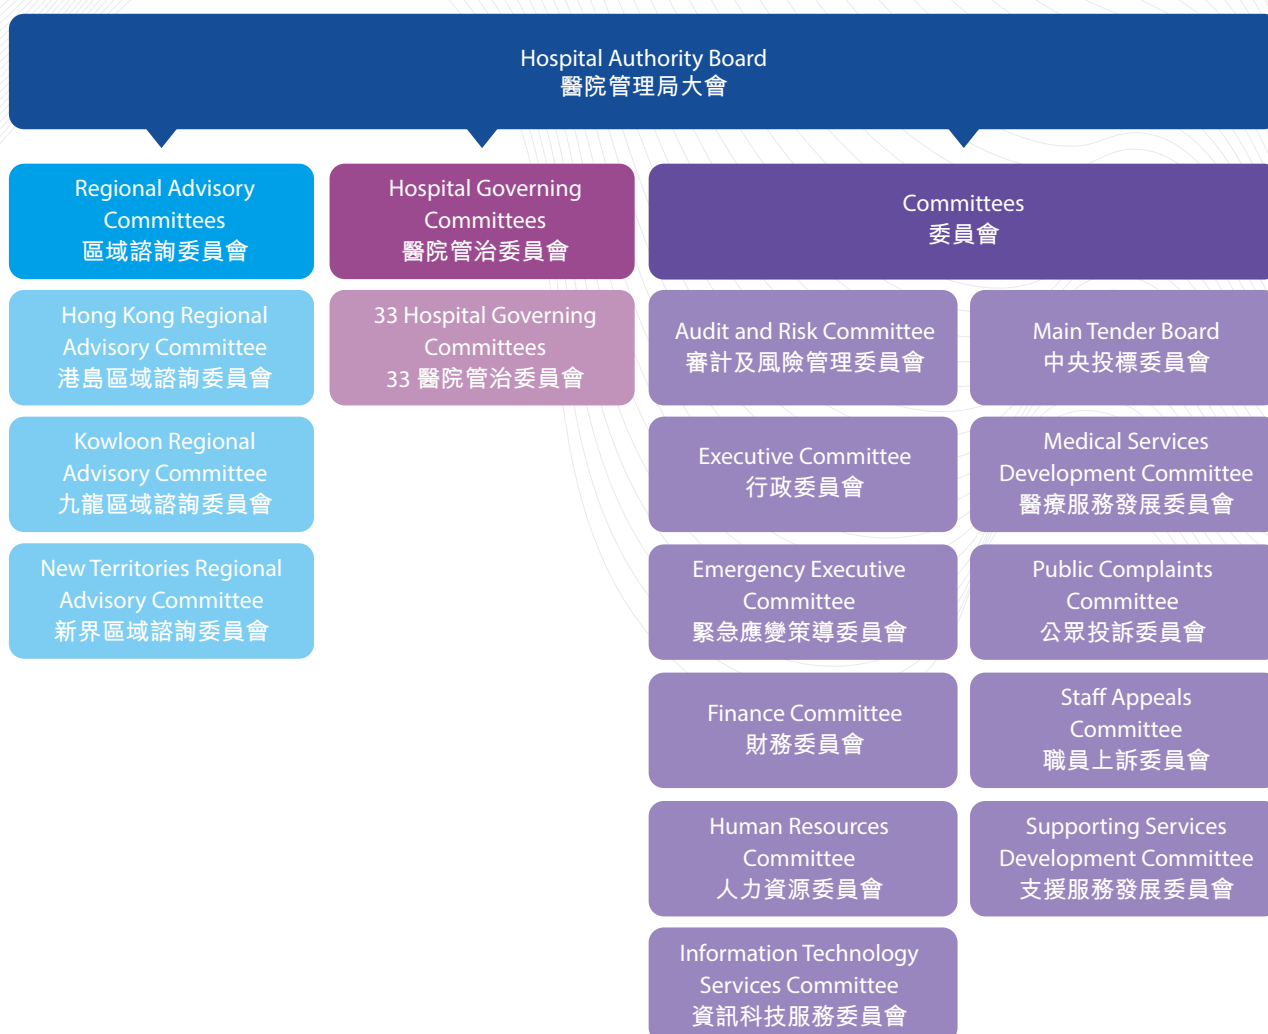 Hospital Authority Board
醫院管理局大會
Regional Advisory
Committees
區域諮詢委員會
Hong Kong Regional
Advisory Committee
港島區域諮詢委員會
Kowloon Regional
Advisory Committee
九龍區域諮詢委員會
New Territories Regional
Advisory Committee
新界區域諮詢委員會
Hospital Governing
Committees
醫院管治委員會
33 Hospital Governing
Committees
33 醫院管治委員會
Committees
委員會
Audit and Risk Committee
審計及風險管理委員會
Executive Committee
行政委員會
Emergency Executive
Committee
緊急應變策導委員會
Finance Committee
財務委員會
Human Resources
Committee
人力資源委員會
Information Technology
Services Committee
資訊科技服務委員會
Main Tender Board
中央投標委員會
Medical Services
Development Committee
醫療服務發展委員會
Public Complaints
Committee
公眾投訴委員會
Staff Appeals
Committee
職員上訴委員會
Supporting Services
Development Committee
支援服務發展委員會